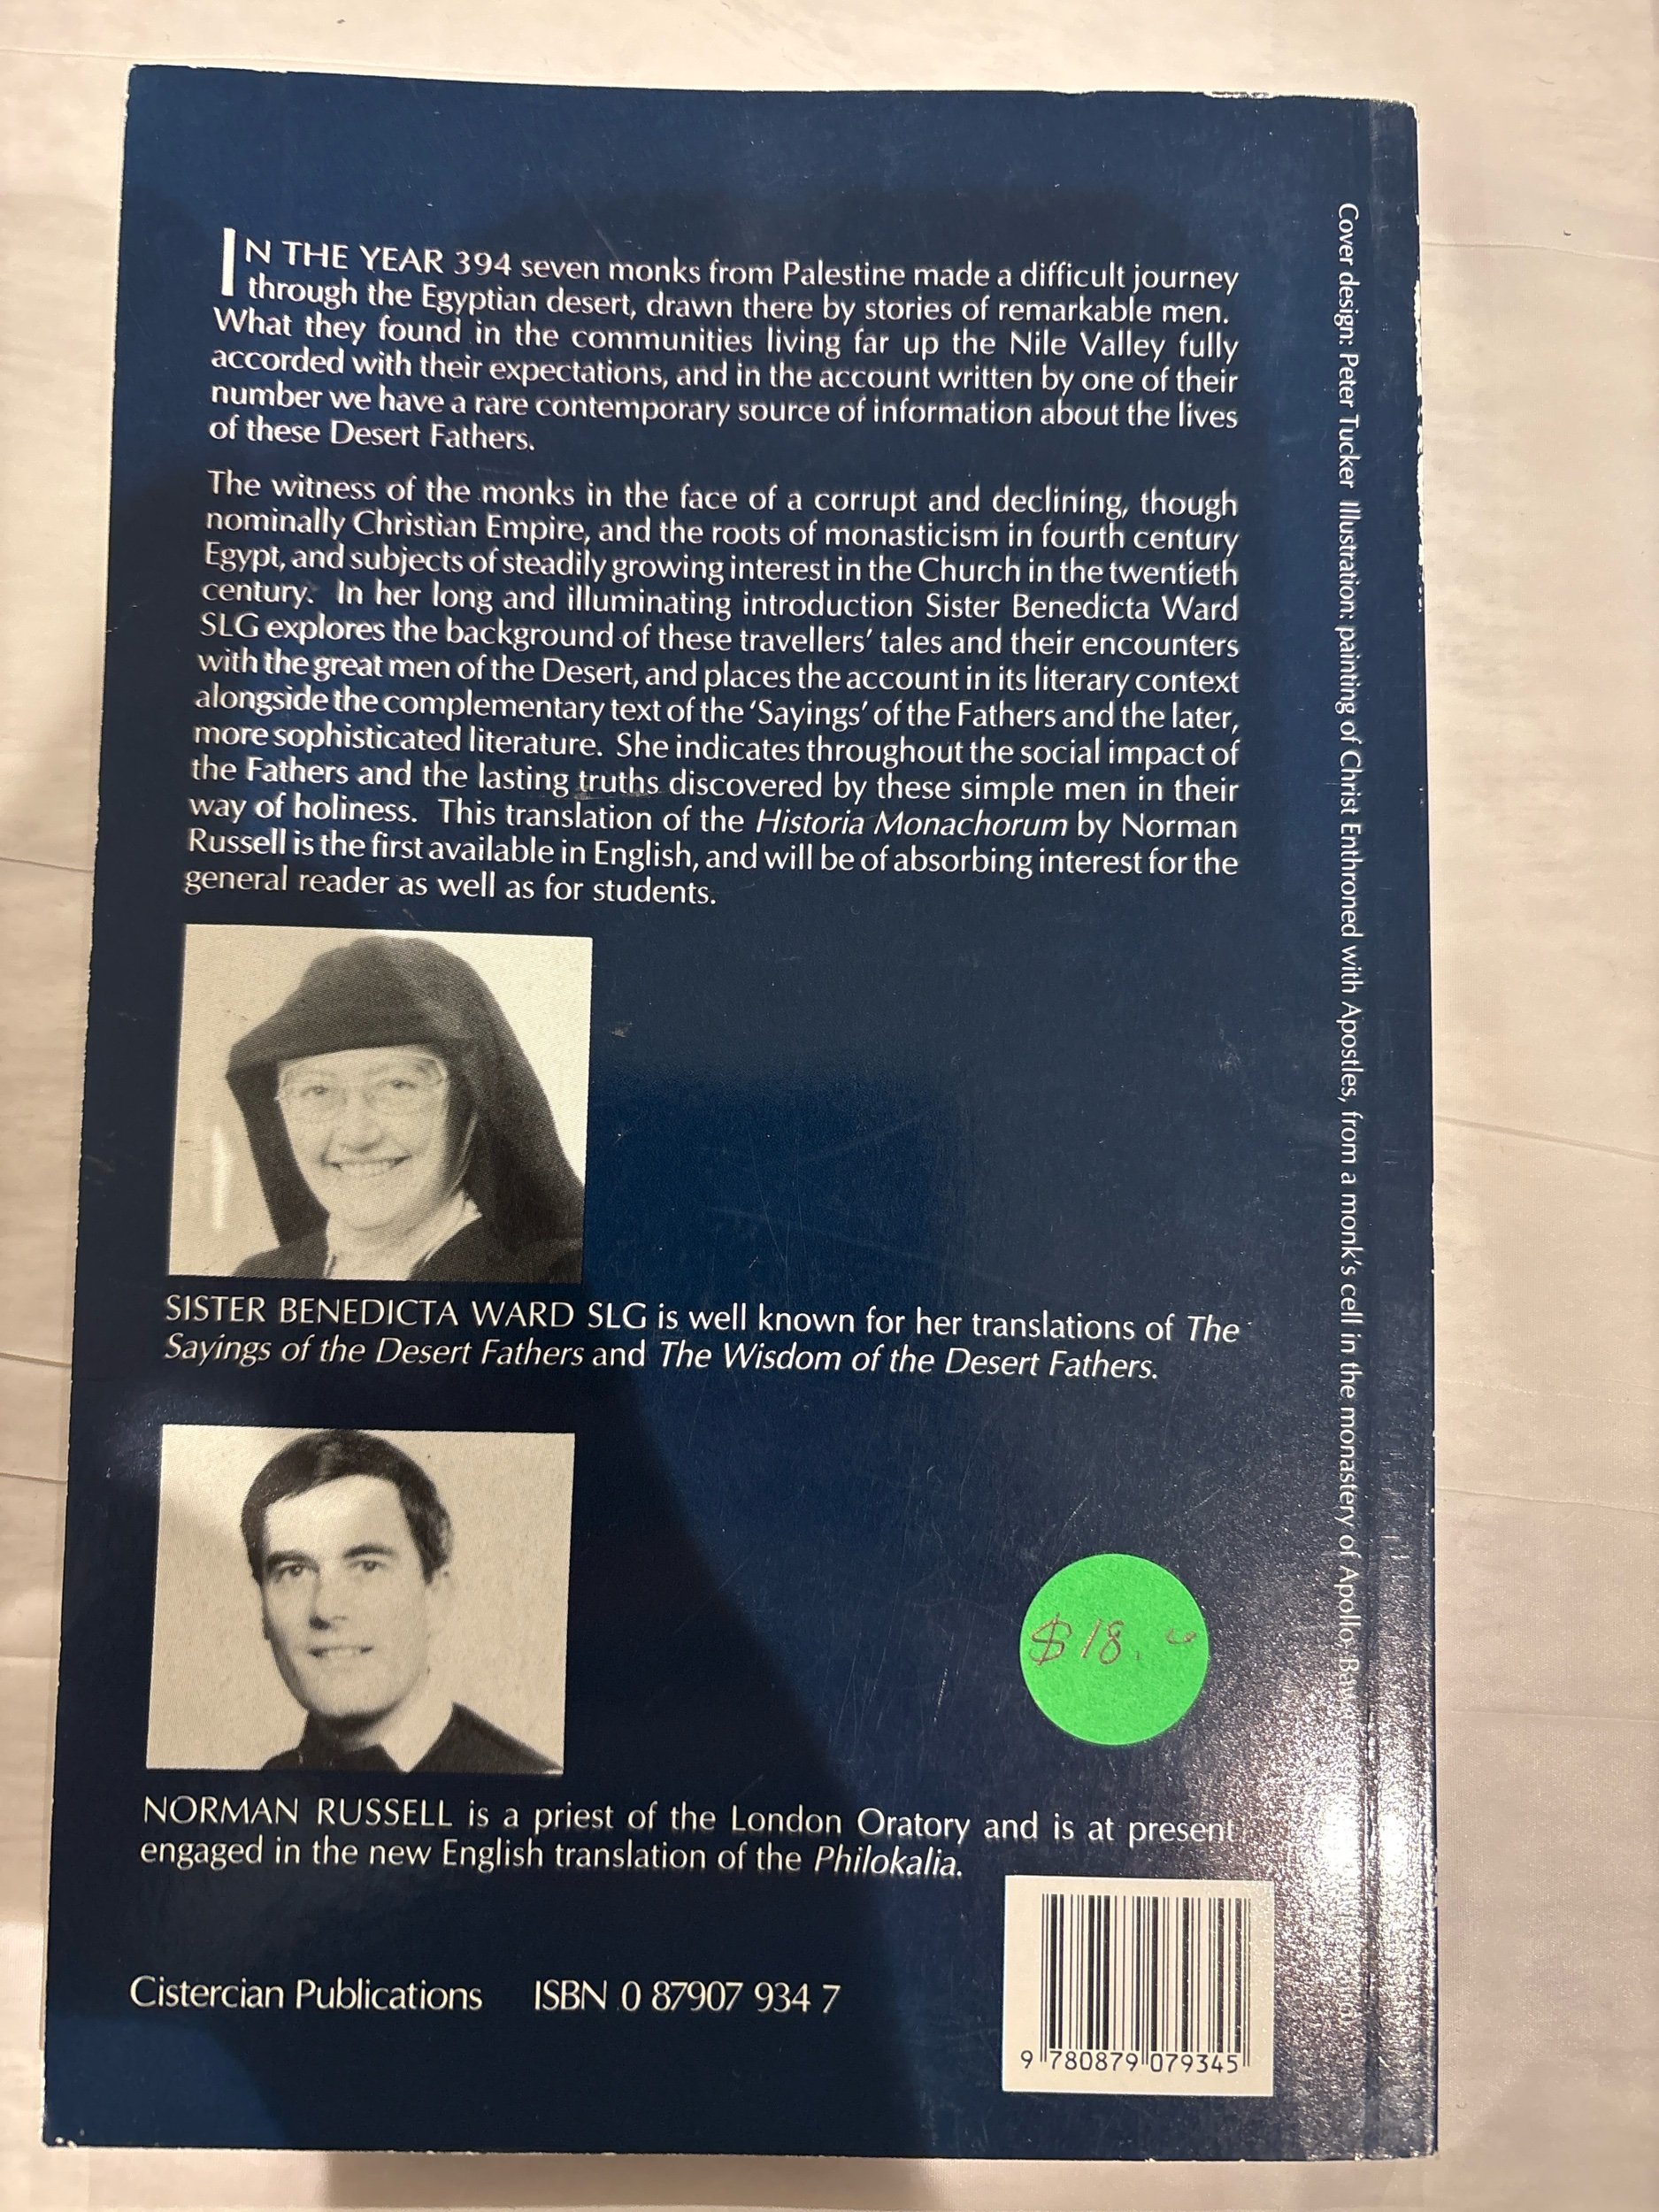 IN THE YEAR 394 seven monks from Palestine made a difficult journey
through the Egyptian desert, drawn there by stories of remarkable men.
What they found in the communities living far up the Nile Valley fully
accorded with their expectations, and in the account written by one of their
number we have a rare contemporary source of information about the lives
of these Desert Fathers.
The witness of the monks in the face of a corrupt and declining, though
nominally Christian Empire, and the roots of monasticism in fourth century
Egypt, and subjects of steadily growing interest in the Church in the twentieth
century. In her long and illuminating introduction Sister Benedicta Ward
SLG explores the background of these travellers' tales and their encounters
with the great men of the Desert, and places the account in its literary context
alongside the complementary text of the 'Sayings' of the Fathers and the later,
more sophisticated literature. She indicates throughout the social impact of
the Fathers and the lasting truths discovered by these simple men in their
way of holiness. This translation of the Historia Monachorum by Norman
Russell is the first available in English, and will be of absorbing interest for the
general reader as well as for students.
SISTER BENEDICTA WARD SLG is well known for her translations of The
Sayings of the Desert Fathers and The Wisdom of the Desert Fathers.
NORMAN RUSSELL is a priest of the London Oratory and is at present
engaged in the new English translation of the Philokalia.
Cistercian Publications ISBN 0 87907 934 7
$18.
9 780879 079345
Cover design: Peter Tucker Illustration: painting of Christ Enthroned with Apostles, from a monk's cell in the monastery of Apollo,